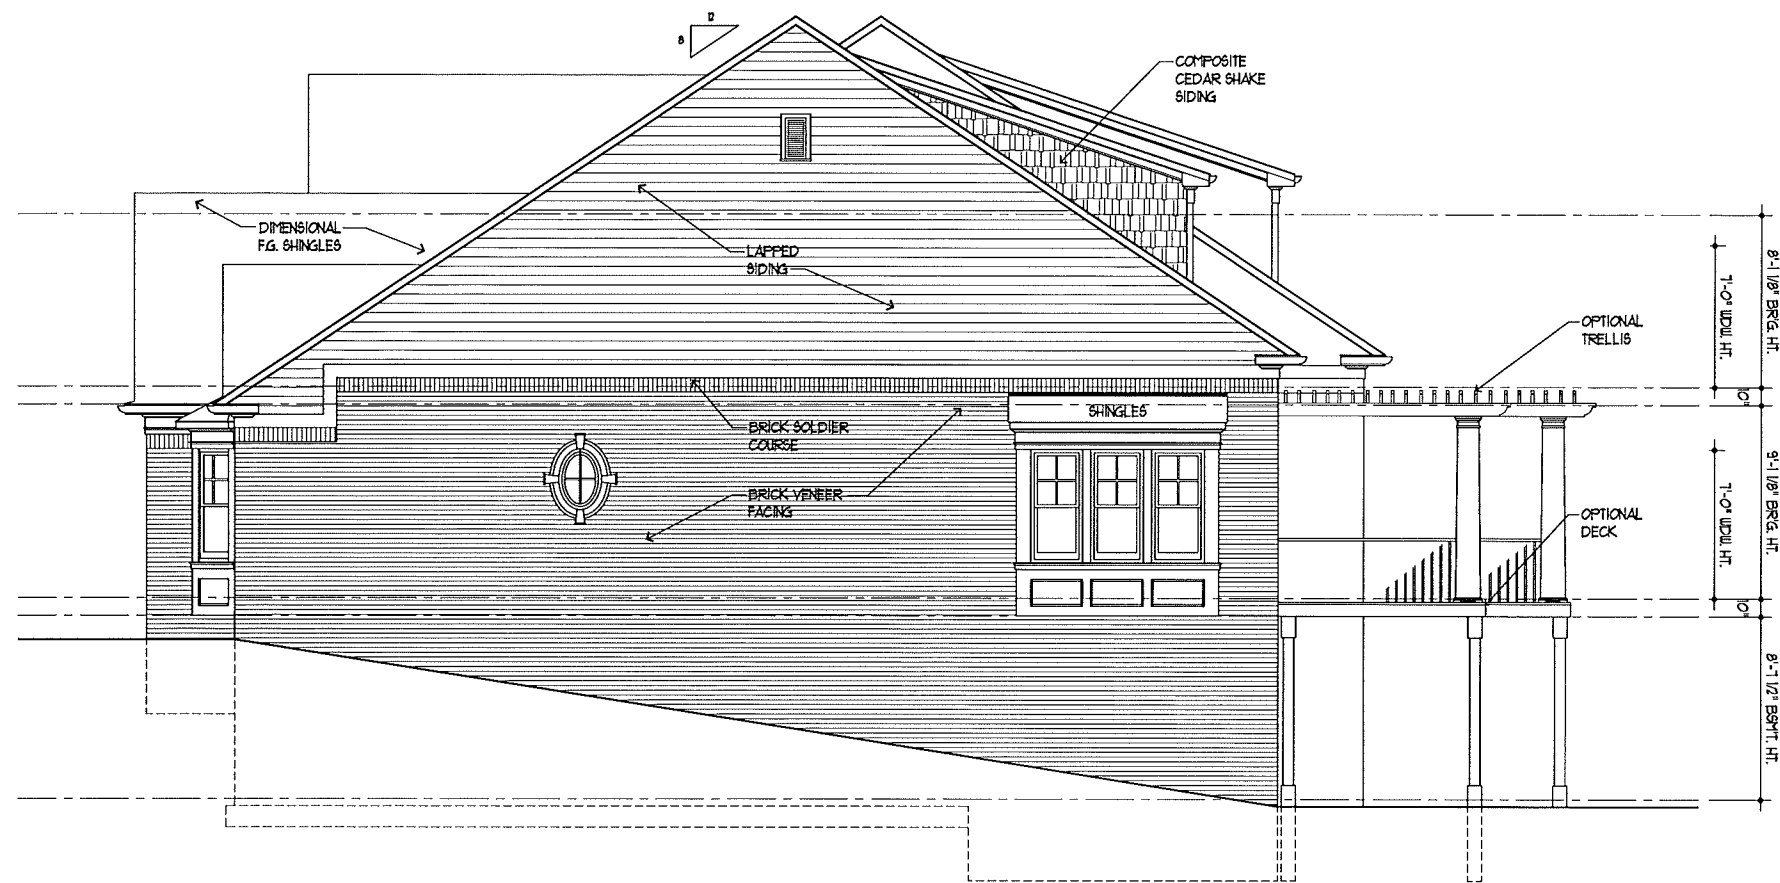 12
8
COMPOSITE
CEDAR SHAKE
SIDING
DIMENSIONAL
F.G. SHINGLES
LAPPED
SIDING
8'-1 1/8" BRG. HT.
7'-0" WDW. HT.
OPTIONAL
TRELLIS
10"
SHINGLES
BRICK SOLDIER
COURSE
BRICK VENEER
FACING
9'-1 1/8" BRG. HT.
7'-0" WDW. HT.
OPTIONAL
DECK
10"
8'-7 1/2" BSMT. HT.